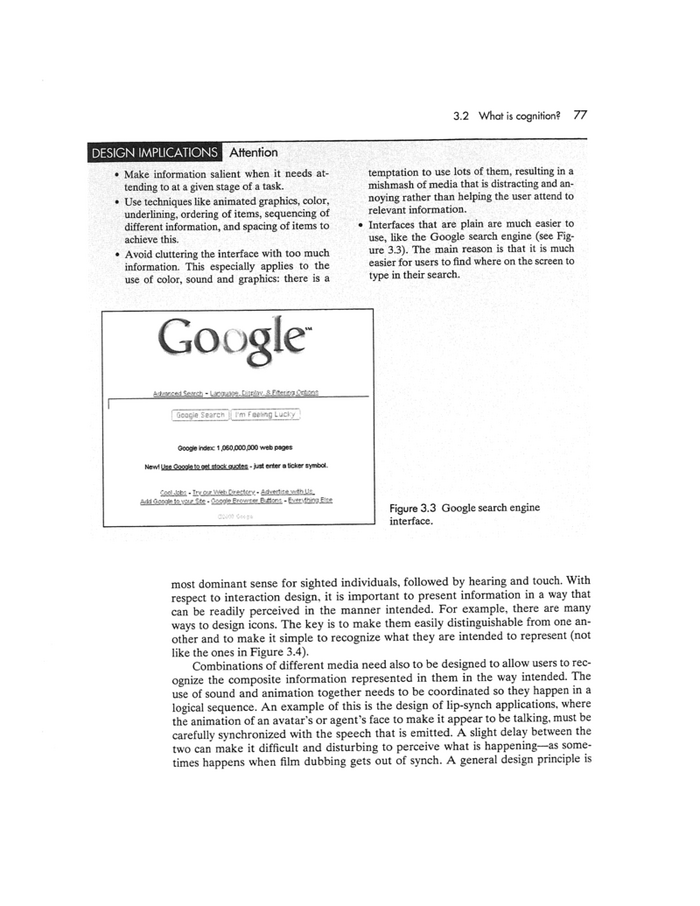 3.2 What is cognition? 77
DESIGN IMPLICATIONS Attention
• Make information salient when it needs at-
tending to at a given stage of a task.
• Use techniques like animated graphics, color,
underlining, ordering of items, sequencing of
different information, and spacing of items to
achieve this.
• Avoid cluttering the interface with too much
information. This especially applies to the
use of color, sound and graphics: there is a
temptation to use lots of them, resulting in a
mishmash of media that is distracting and an-
noying rather than helping the user attend to
relevant information.
• Interfaces that are plain are much easier to
use, like the Google search engine (see Fig-
ure 3.3). The main reason is that it is much
easier for users to find where on the screen to
type in their search.
Google™
Advanced Search • Language, Display, & Filtering Options
Google Search I'm Feeling Lucky
Google index: 1,060,000,000 web pages
New! Use Google to get stock quotes - just enter a ticker symbol.
Cool Jobs - Try our Web Directory - Advertise with Us.
Add Google to your Site - Google Browser Buttons - Everything Else
Figure 3.3 Google search engine
interface.
most dominant sense for sighted individuals, followed by hearing and touch. With
respect to interaction design, it is important to present information in a way that
can be readily perceived in the manner intended. For example, there are many
ways to design icons. The key is to make them easily distinguishable from one an-
other and to make it simple to recognize what they are intended to represent (not
like the ones in Figure 3.4).
Combinations of different media need also to be designed to allow users to rec-
ognize the composite information represented in them in the way intended. The
use of sound and animation together needs to be coordinated so they happen in a
logical sequence. An example of this is the design of lip-synch applications, where
the animation of an avatar's or agent's face to make it appear to be talking, must be
carefully synchronized with the speech that is emitted. A slight delay between the
two can make it difficult and disturbing to perceive what is happening—as some-
times happens when film dubbing gets out of synch. A general design principle is